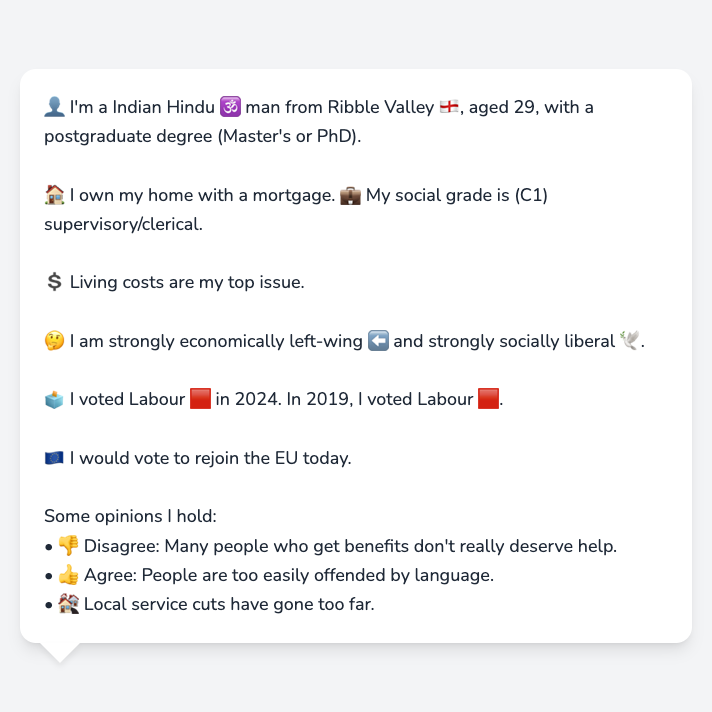 👤 I'm a Indian Hindu 🕉️ man from Ribble Valley 🏴󠁧󠁢󠁥󠁮󠁧󠁿, aged 29, with a
postgraduate degree (Master's or PhD).
🏠 I own my home with a mortgage. 💼 My social grade is (C1)
supervisory/clerical.
💲 Living costs are my top issue.
🤔 I am strongly economically left-wing ⬅️ and strongly socially liberal 🕊️.
🗳️ I voted Labour 🟥 in 2024. In 2019, I voted Labour 🟥.
🇪🇺 I would vote to rejoin the EU today.
Some opinions I hold:
• 👎 Disagree: Many people who get benefits don't really deserve help.
• 👍 Agree: People are too easily offended by language.
• 🏚️ Local service cuts have gone too far.